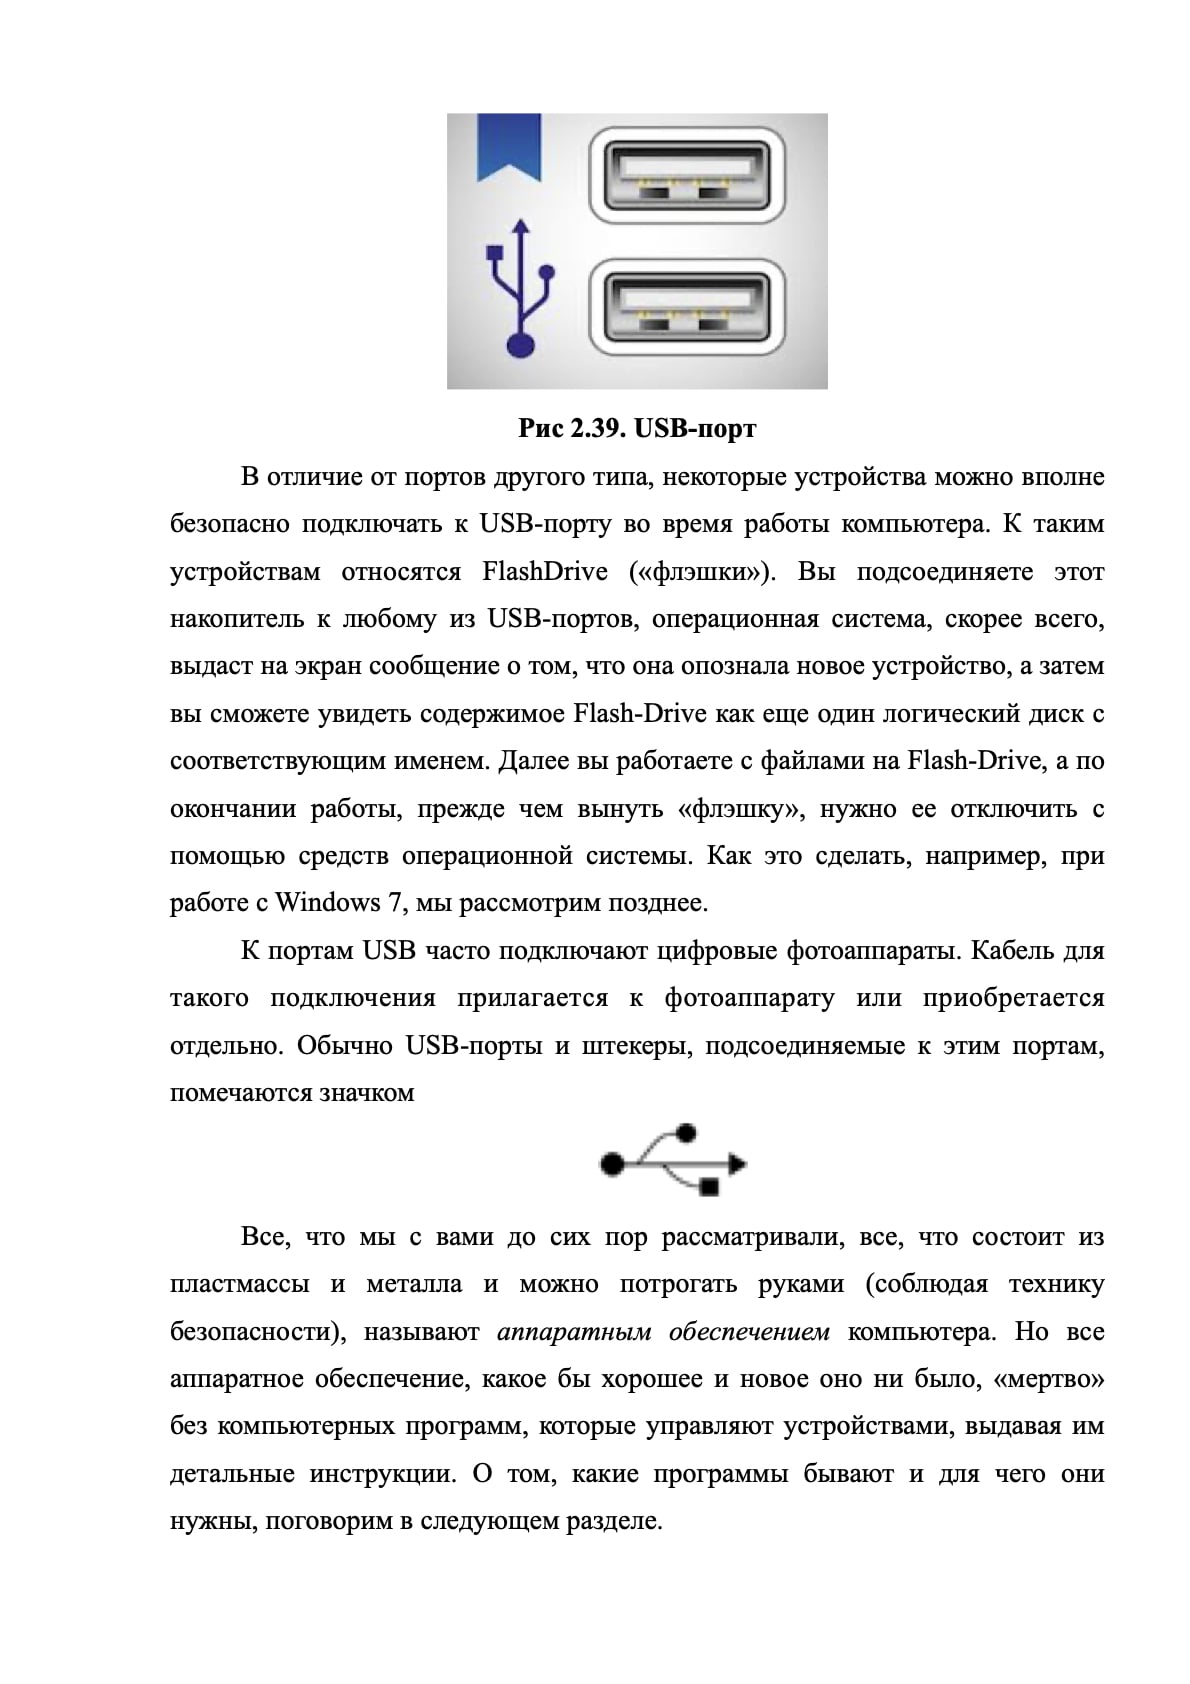 Рис 2.39. USB-порт
В отличие от портов другого типа, некоторые устройства можно вполне
безопасно подключать к USB-порту во время работы компьютера. К таким
устройствам относятся FlashDrive («флэшки»). Вы подсоединяете этот
накопитель к любому из USB-портов, операционная система, скорее всего,
выдаст на экран сообщение о том, что она опознала новое устройство, а затем
вы сможете увидеть содержимое Flash-Drive как еще один логический диск с
соответствующим именем. Далее вы работаете с файлами на Flash-Drive, а по
окончании работы, прежде чем вынуть «флэшку», нужно ее отключить с
помощью средств операционной системы. Как это сделать, например, при
работе с Windows 7, мы рассмотрим позднее.
К портам USB часто подключают цифровые фотоаппараты. Кабель для
такого подключения прилагается к фотоаппарату или приобретается
отдельно. Обычно USB-порты и штекеры, подсоединяемые к этим портам,
помечаются значком
Все, что мы с вами до сих пор рассматривали, все, что состоит из
пластмассы и металла и можно потрогать руками (соблюдая технику
безопасности), называют аппаратным обеспечением компьютера. Но все
аппаратное обеспечение, какое бы хорошее и новое оно ни было, «мертво»
без компьютерных программ, которые управляют устройствами, выдавая им
детальные инструкции. О том, какие программы бывают и для чего они
нужны, поговорим в следующем разделе.